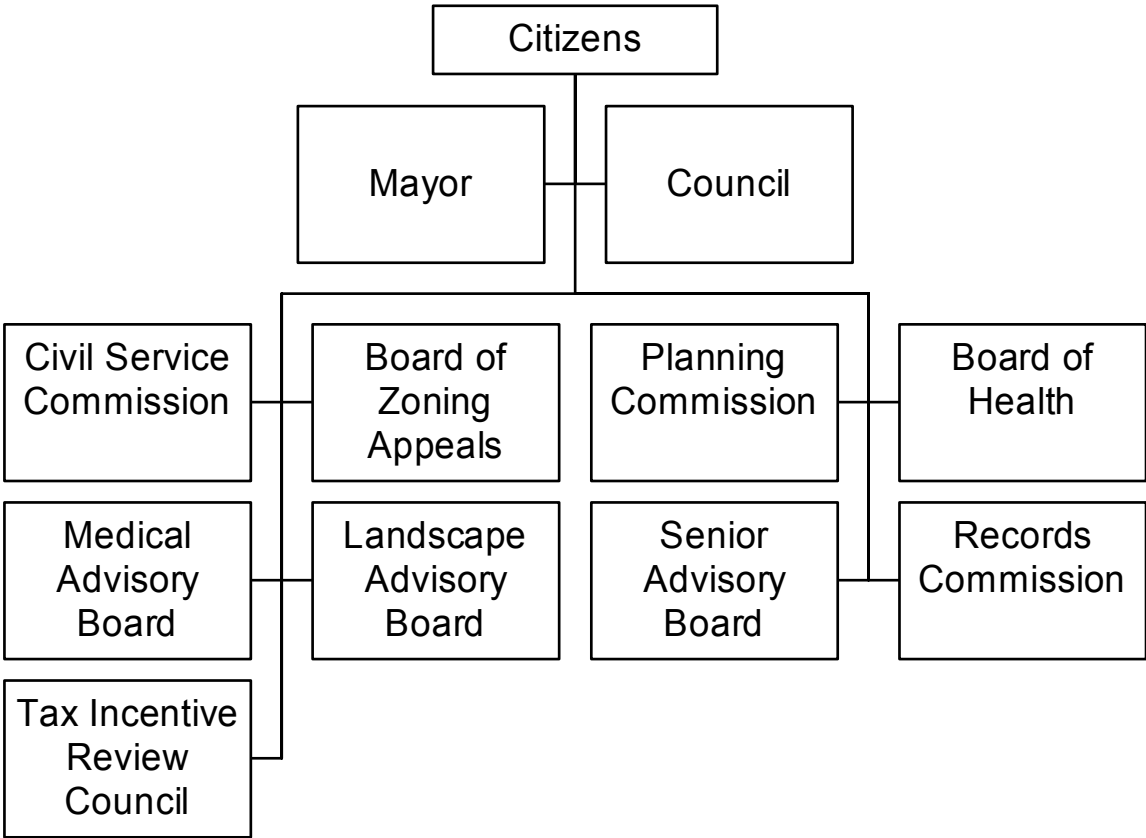 Citizens
Mayor
Council
Civil Service
Commission
Board of
Zoning
Appeals
Planning
Commission
Board of
Health
Medical
Advisory
Board
Landscape
Advisory
Board
Senior
Advisory
Board
Records
Commission
Tax Incentive
Review
Council